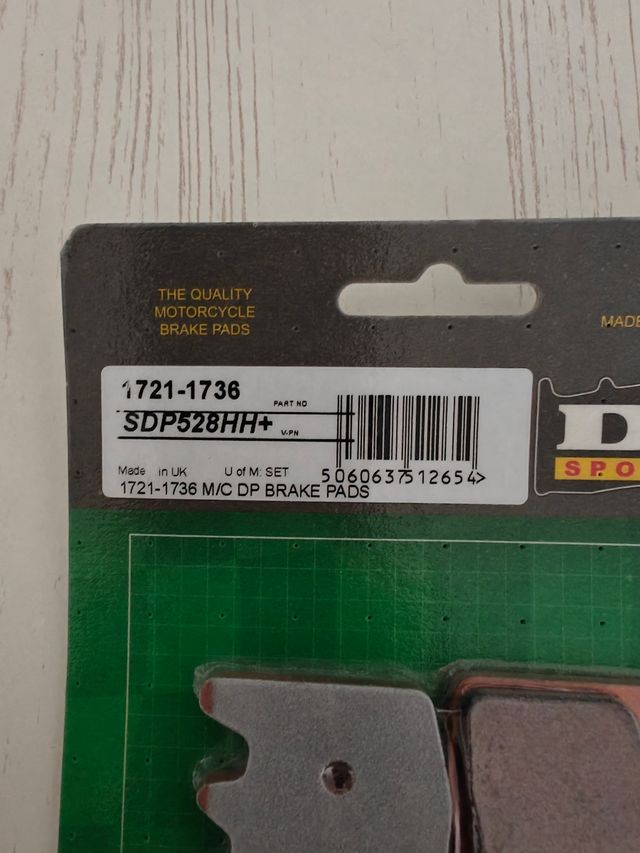 THE QUALITY
MOTORCYCLE
BRAKE PADS
MADE
1721-1736
PART NO
SDP528HH+
V-PN
Made in UK U of M: SET
5060637512654>
1721-1736 M/C DP BRAKE PADS
D
SPO